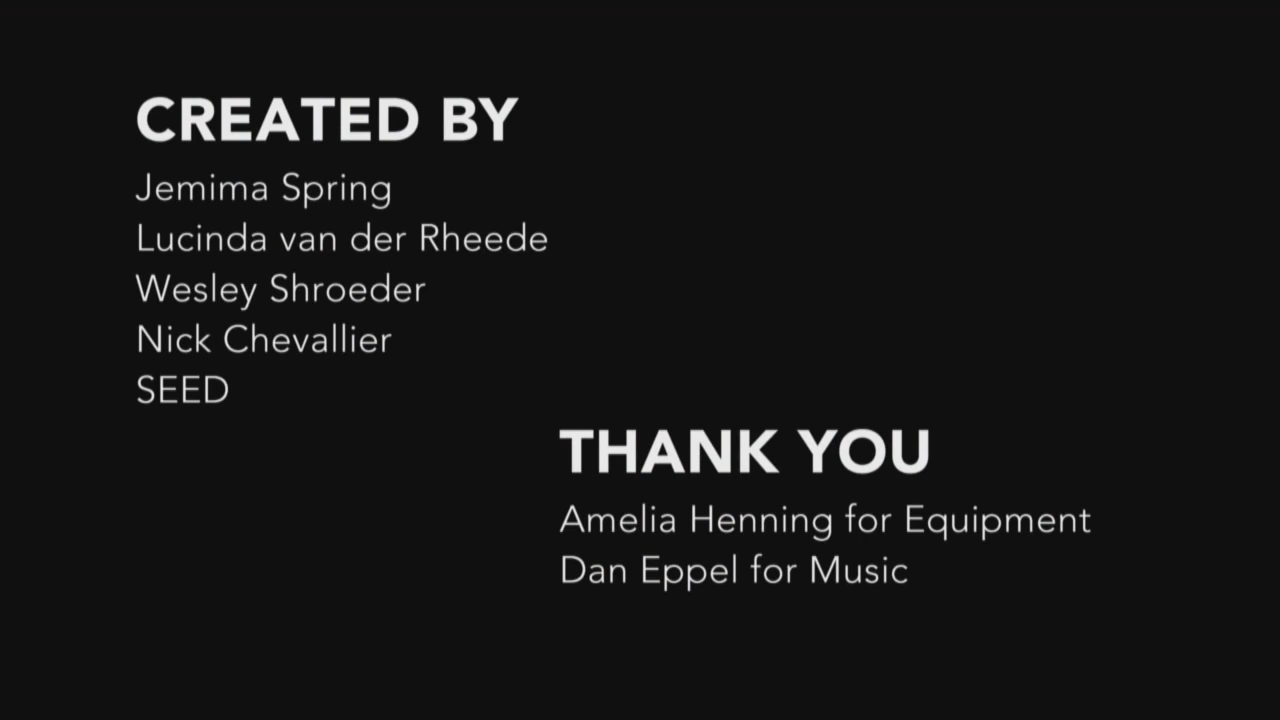 CREATED BY
Jemima Spring
Lucinda van der Rheede
Wesley Shroeder
Nick Chevallier
SEED
THANK YOU
Amelia Henning for Equipment
Dan Eppel for Music